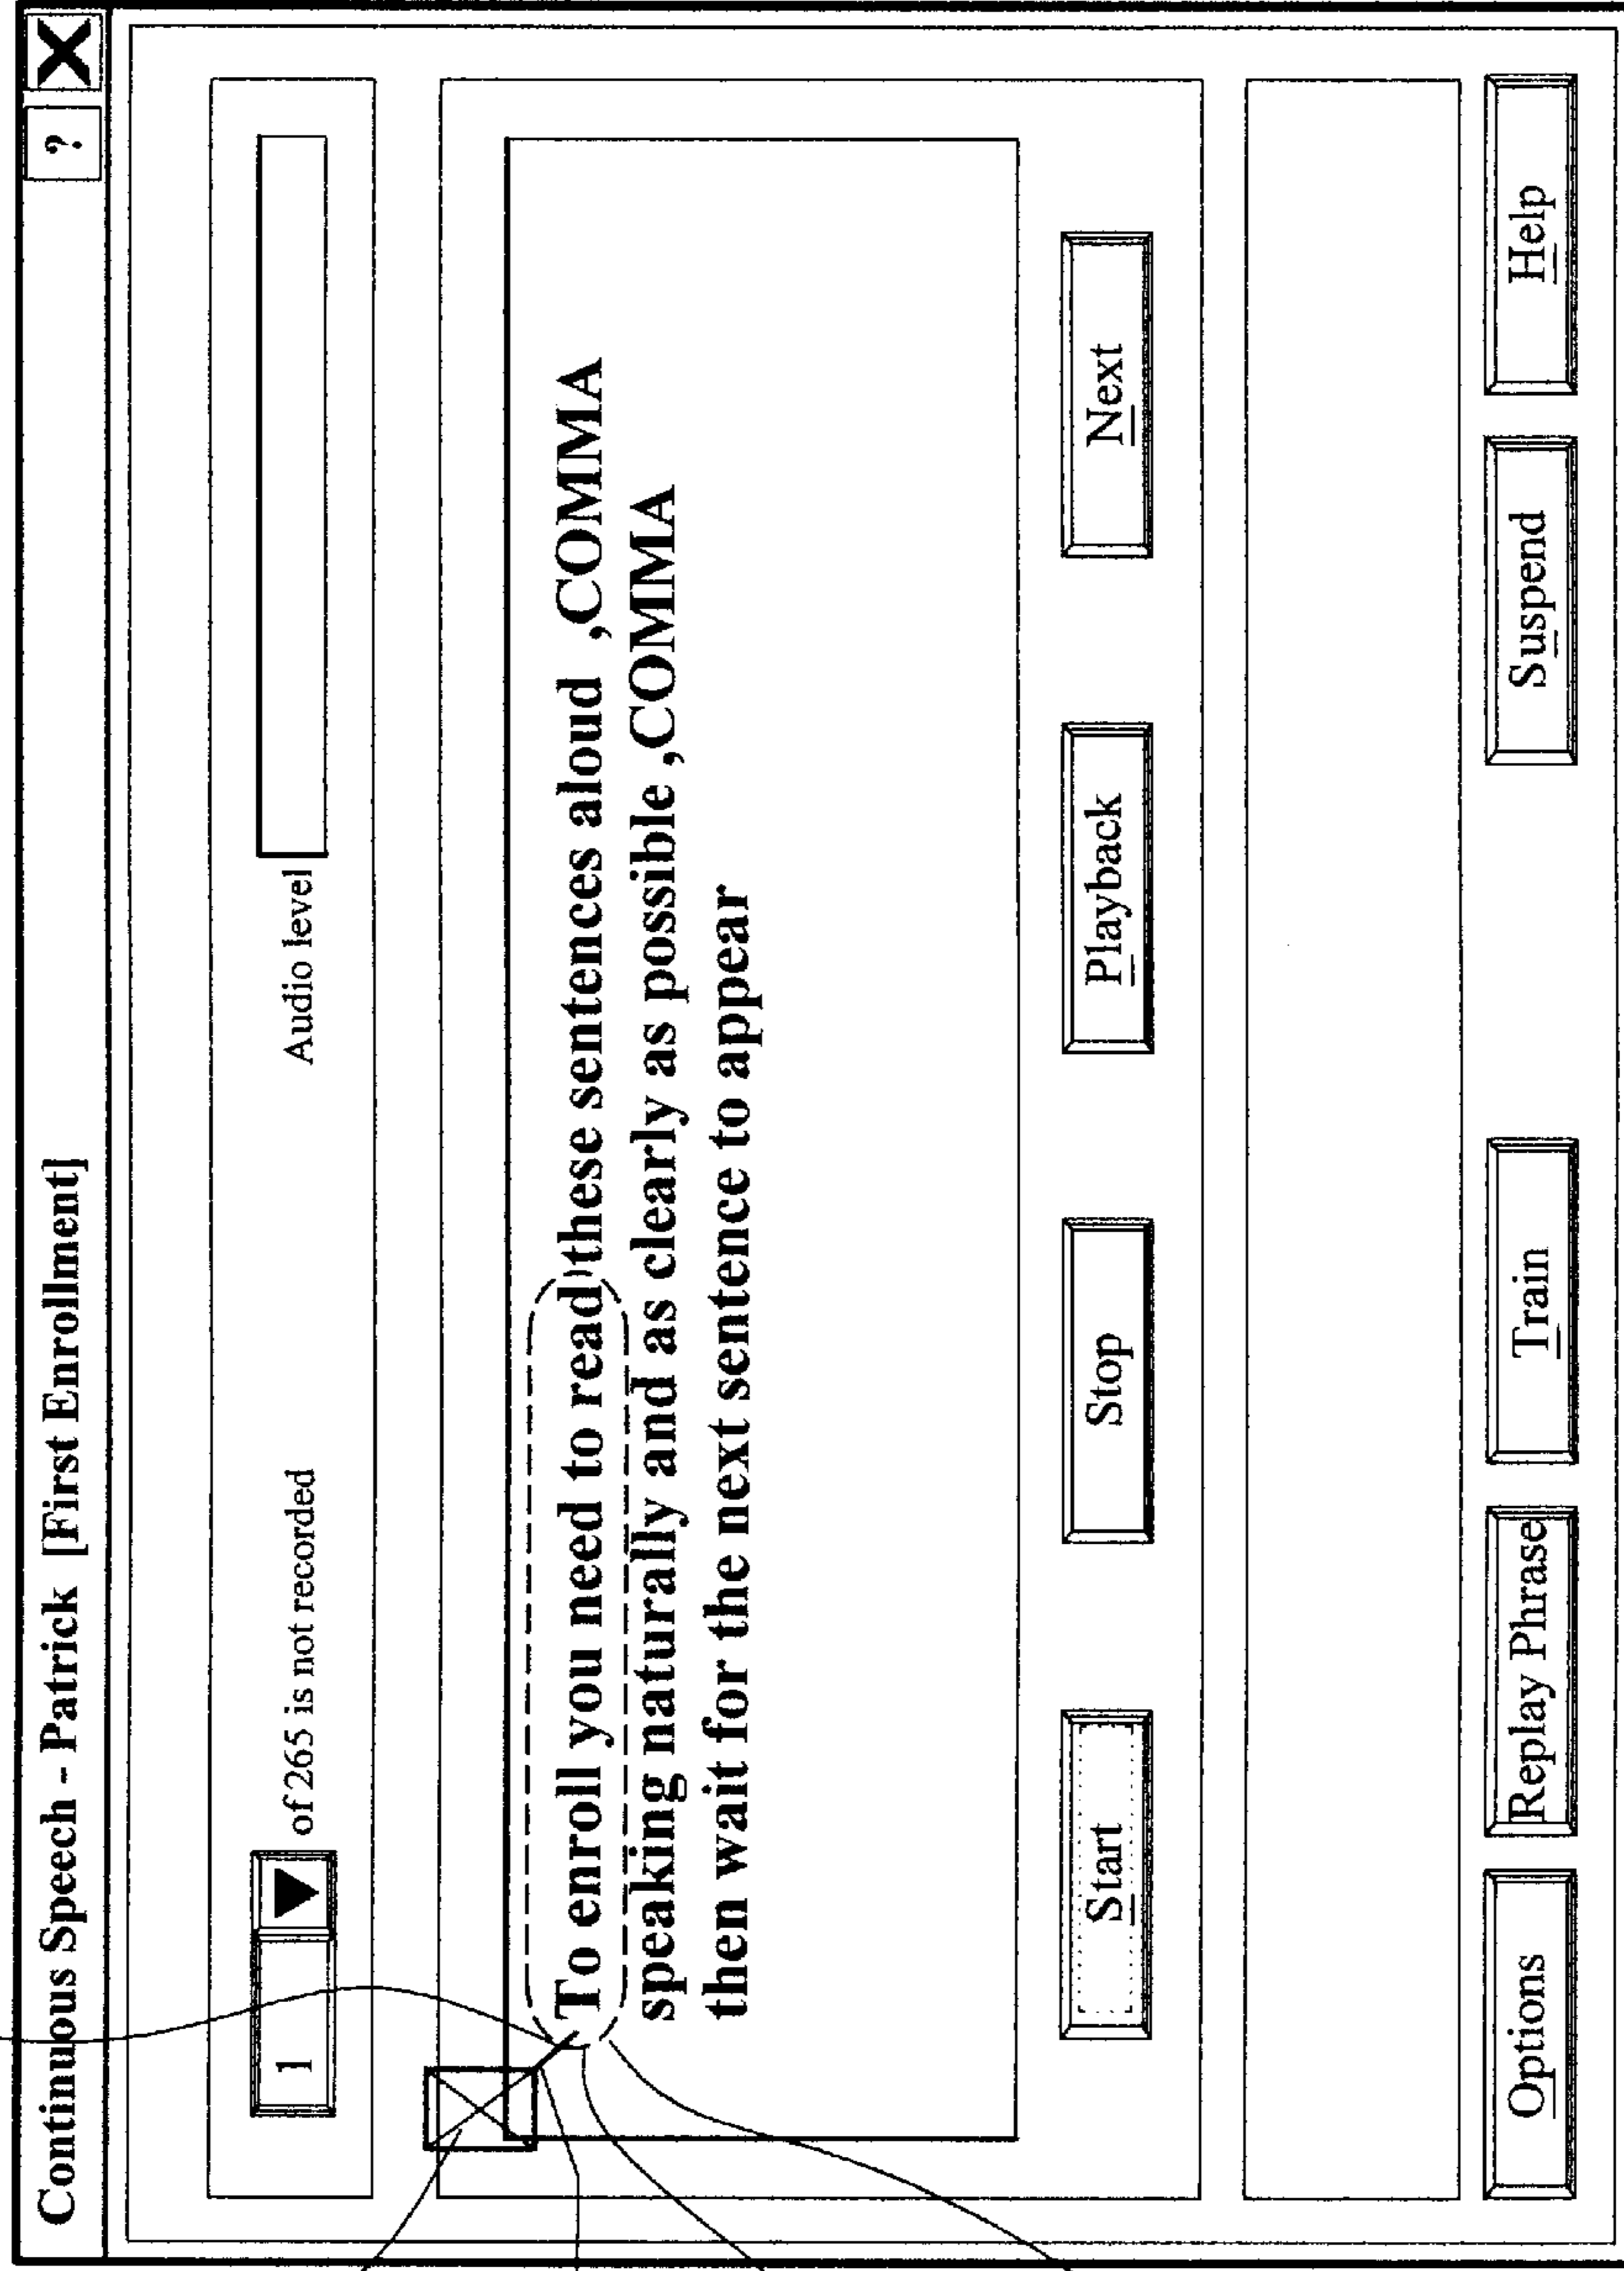 Continuous Speech - Patrick [First Enrollment] ?
1 of 265 is not recorded Audio level
To enroll you need to read these sentences aloud ,COMMA
speaking naturally and as clearly as possible ,COMMA
then wait for the next sentence to appear
Start Stop Playback Next
Options Replay Phrase Train Suspend Help